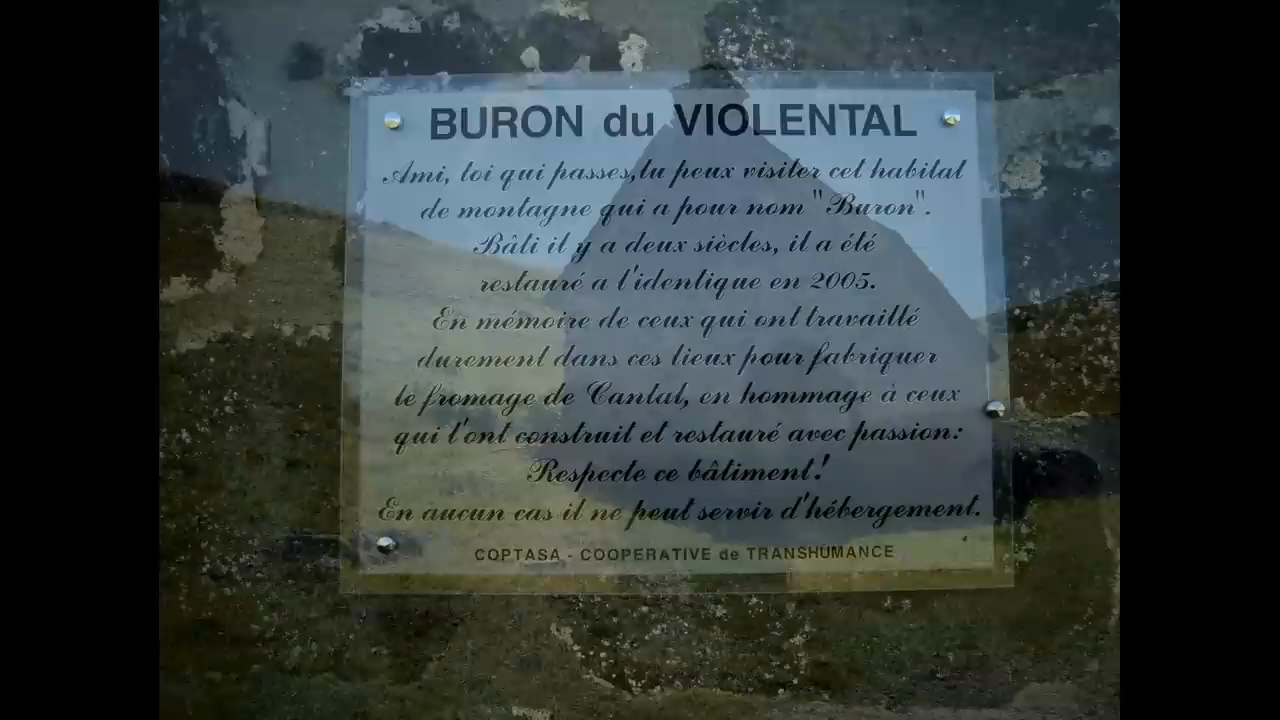 BURON du VIOLENTAL
Ami, toi qui passes,tu peux visiter cet habitat
de montagne qui a pour nom "Buron".
Bâti il y a deux siècles, il a été
restauré a l'identique en 2005.
En mémoire de ceux qui ont travaillé
durement dans ces lieux pour fabriquer
le fromage de Cantal, en hommage à ceux
qui l'ont construit et restauré avec passion:
Respecte ce bâtiment!
En aucun cas il ne peut servir d'hébergement.
COPTASA - COOPERATIVE de TRANSHUMANCE